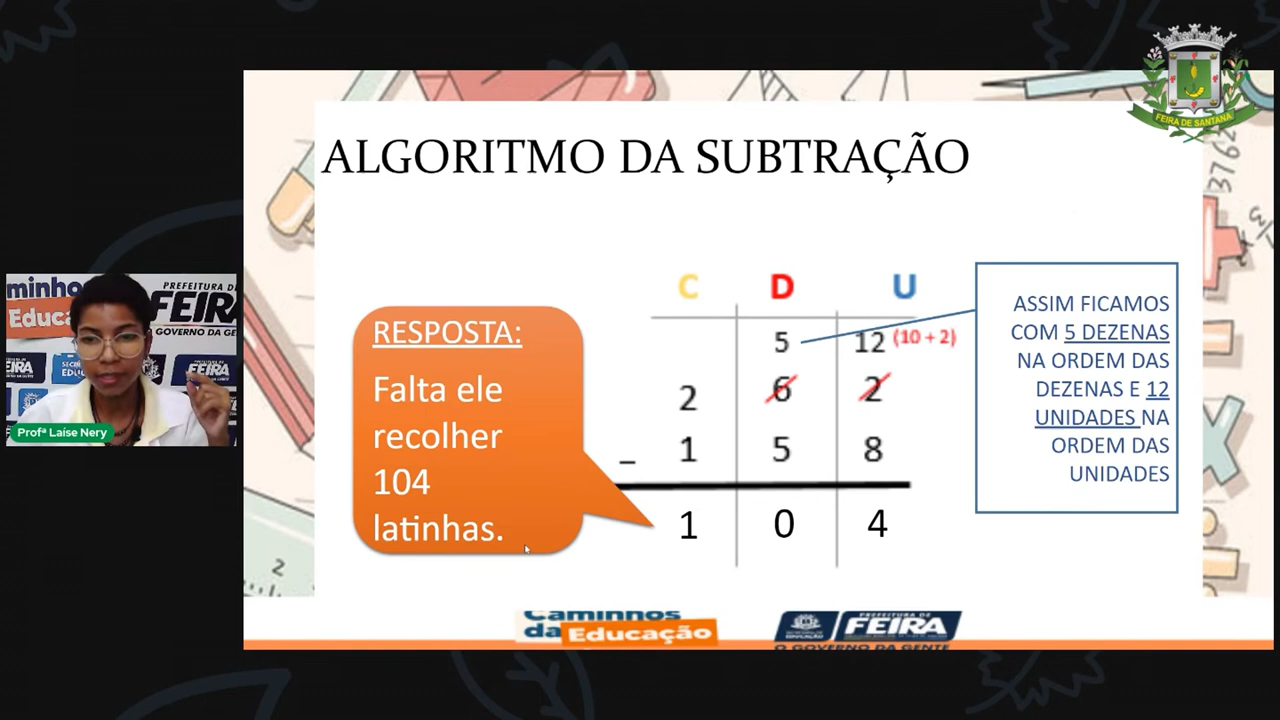 FEIRA DE SANTANA
ALGORITMO DA SUBTRAÇÃO
C D U
5 12 (10 + 2)
2 6 2
_ 1 5 8
1 0 4
RESPOSTA:
Falta ele
recolher
104
latinhas.
ASSIM FICAMOS
COM 5 DEZENAS
NA ORDEM DAS
DEZENAS E 12
UNIDADES NA
ORDEM DAS
UNIDADES
PREFEITURA DE
FEIRA
O GOVERNO DA GENTE
Profª Laíse Nery
Caminhos
da Educação
PREFEITURA DE
FEIRA
O GOVERNO DA GENTE
2